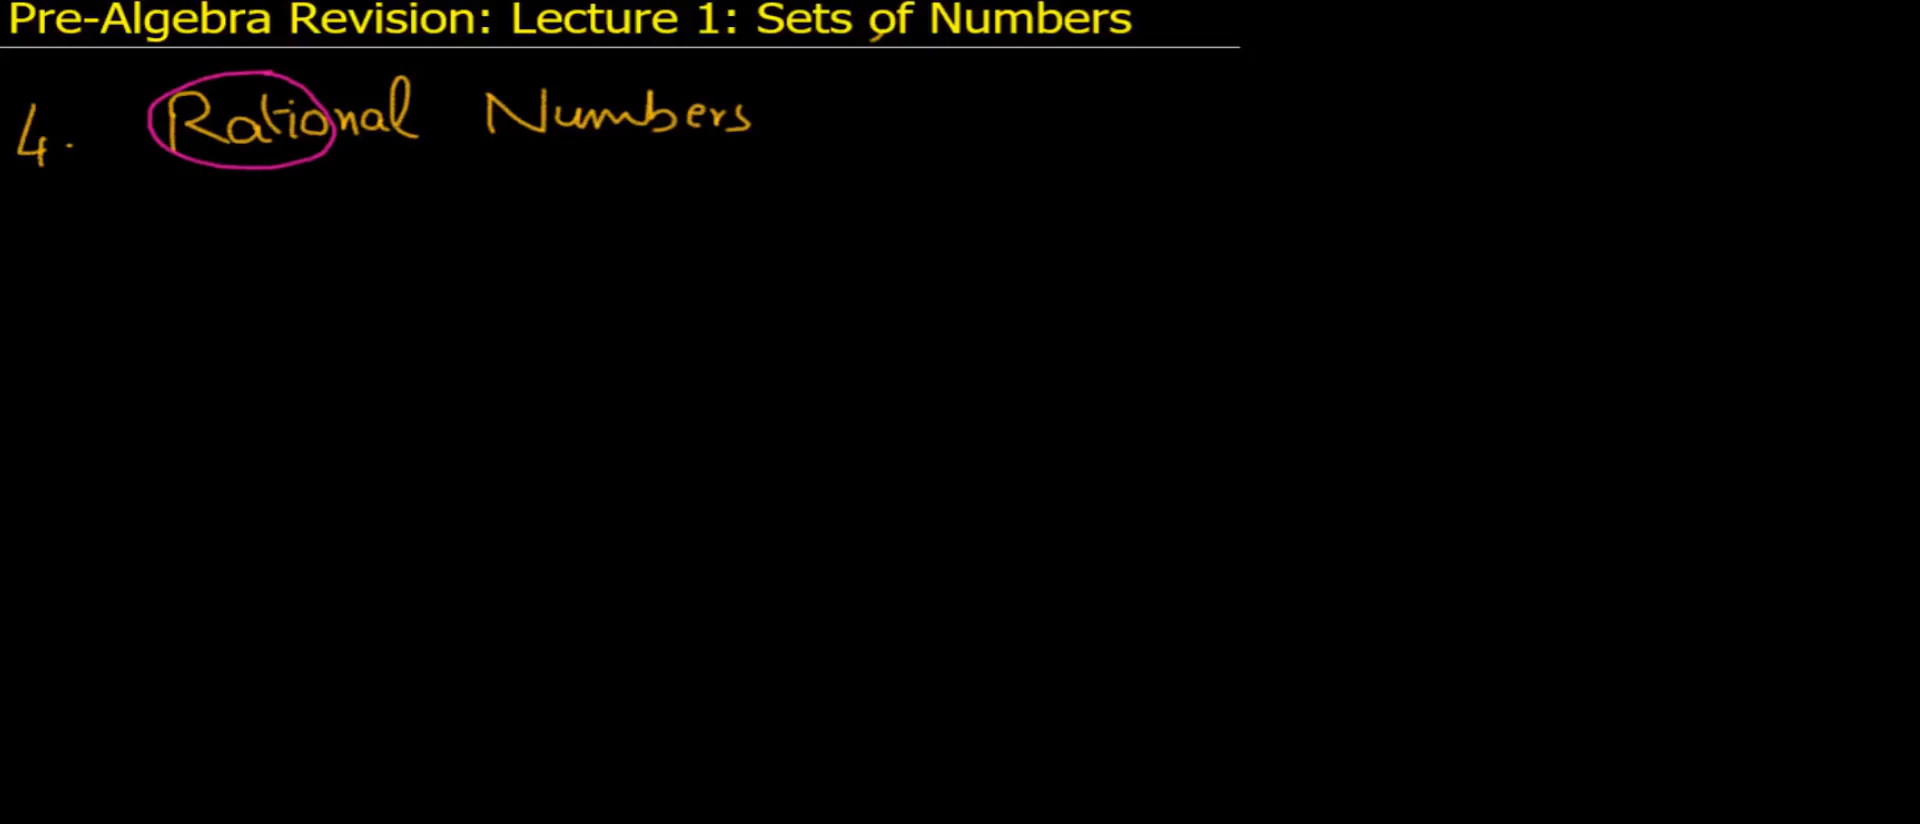 Pre-Algebra Revision: Lecture 1: Sets of Numbers
4. Rational Numbers